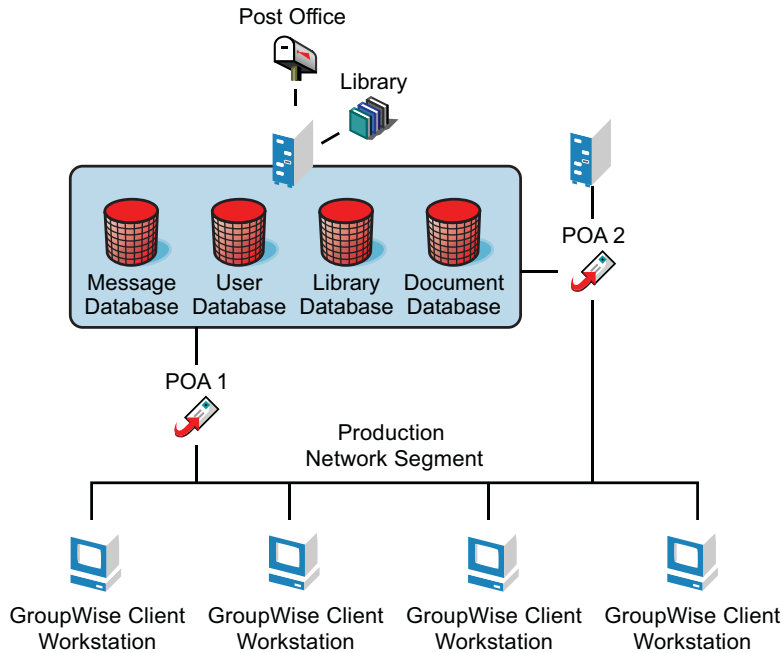 Post Office
Library
POA 2
Message
Database
User
Database
Library
Database
Document
Database
POA 1
Production
Network Segment
GroupWise Client
Workstation
GroupWise Client
Workstation
GroupWise Client
Workstation
GroupWise Client
Workstation